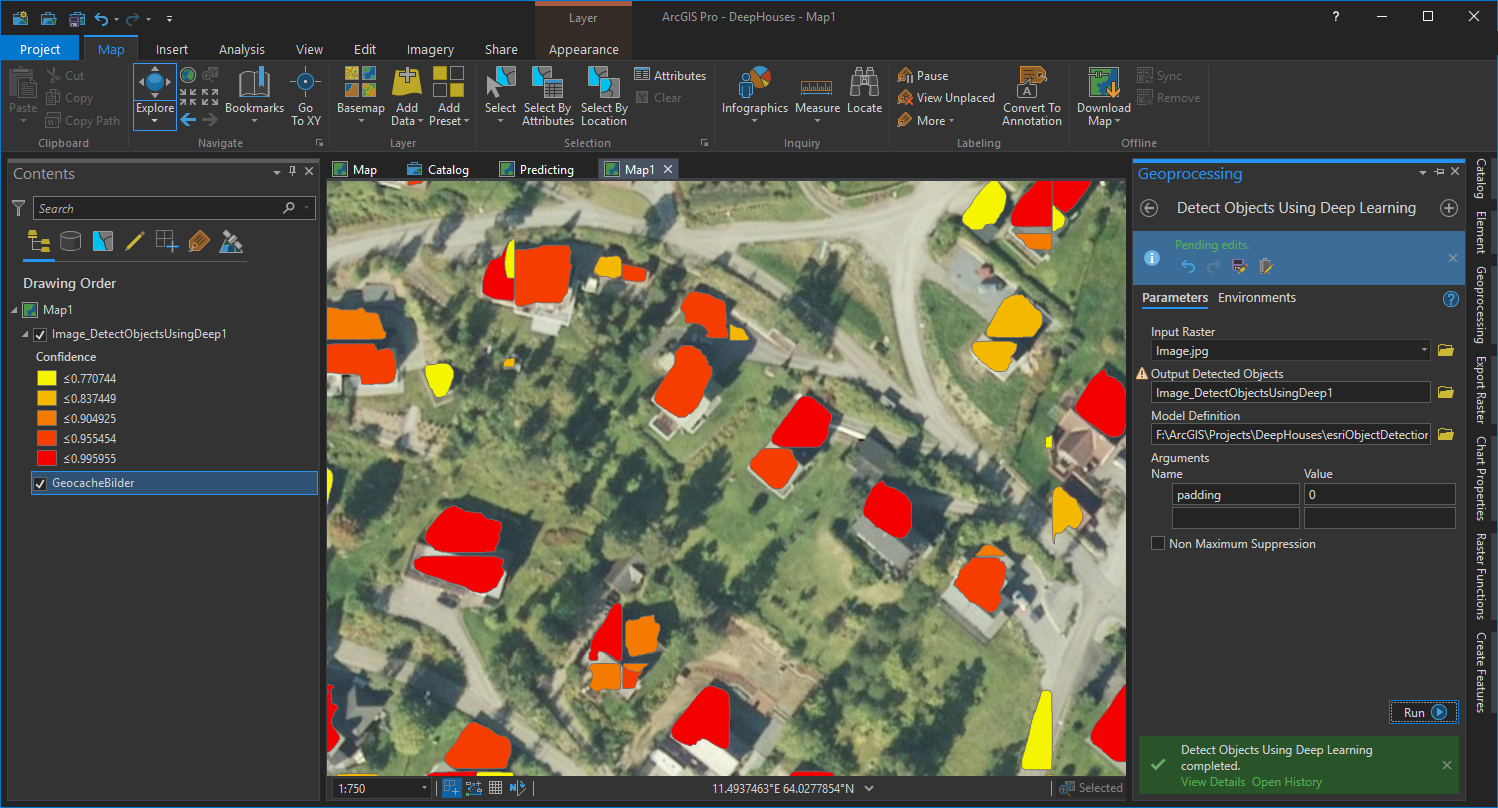 Layer
ArcGIS Pro - DeepHouses - Map1
?
Project
Map
Insert
Analysis
View
Edit
Imagery
Share
Appearance
Paste
Cut
Copy
Copy Path
Clipboard
Explore
Bookmarks
Go
To XY
Navigate
Basemap
Add
Data
Add
Preset
Layer
Select
Select By
Attributes
Select By
Location
Attributes
Clear
Selection
Infographics
Measure
Locate
Inquiry
Pause
View Unplaced
More
Convert To
Annotation
Labeling
Download
Map
Sync
Remove
Offline
Contents
Search
Drawing Order
Map1
Image_DetectObjectsUsingDeep1
Confidence
≤0.770744
≤0.837449
≤0.904925
≤0.955454
≤0.995955
GeocacheBilder
Map
Catalog
Predicting
Map1
1:750
11.4937463°E 64.0277854°N
Selected
Geoprocessing
Detect Objects Using Deep Learning
Pending edits.
Parameters
Environments
?
Input Raster
Image.jpg
Output Detected Objects
Image_DetectObjectsUsingDeep1
Model Definition
F:\ArcGIS\Projects\DeepHouses\esriObjectDetection
Arguments
Name
Value
padding
0
Non Maximum Suppression
Run
Detect Objects Using Deep Learning
completed.
View Details Open History
Catalog
Element
Geoprocessing
Export Raster
Chart Properties
Raster Functions
Create Features